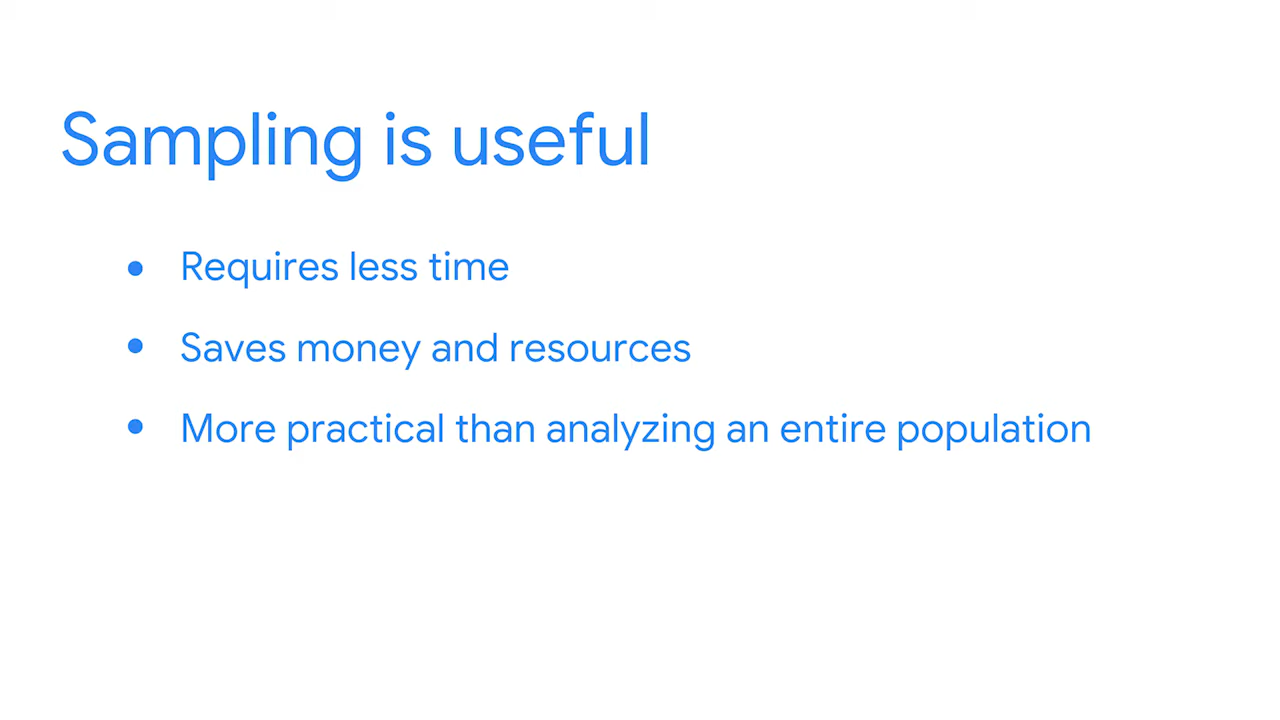 Sampling is useful
• Requires less time
• Saves money and resources
• More practical than analyzing an entire population